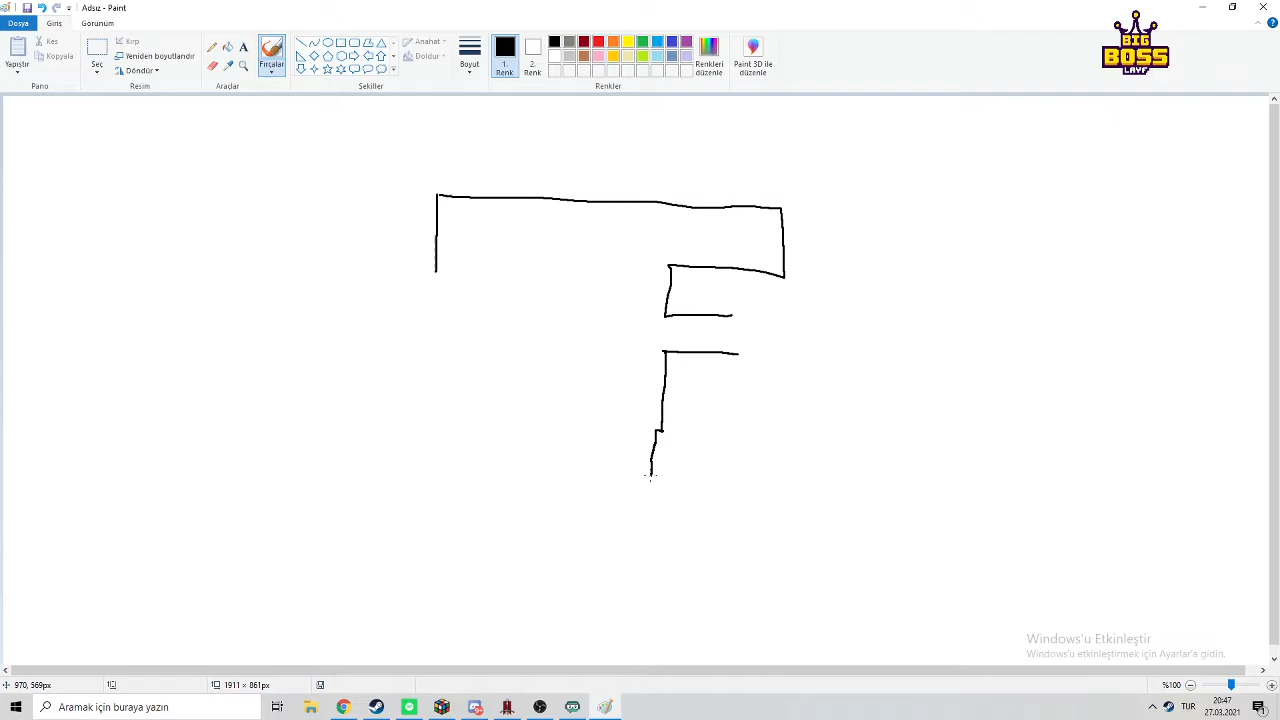 Adsız - Paint
Dosya Giriş Görünüm
Yapıştır
Kes
Kopyala
Pano
Seç
Kırp
Yeniden boyutlandır
Döndür
Resim
A
Araçlar
Fırçalar
Anahat
Doldur
Şekiller
Boyut
1. Renk
2. Renk
Renkler
Renkleri düzenle
Paint 3D ile düzenle
BIG
BOSS
LAYF
Windows'u Etkinleştir
Windows'u etkinleştirmek için Ayarlar'a gidin.
970, 569px
1911 × 861px
%100
Aramak için buraya yazın
TUR
20:47
27.03.2021